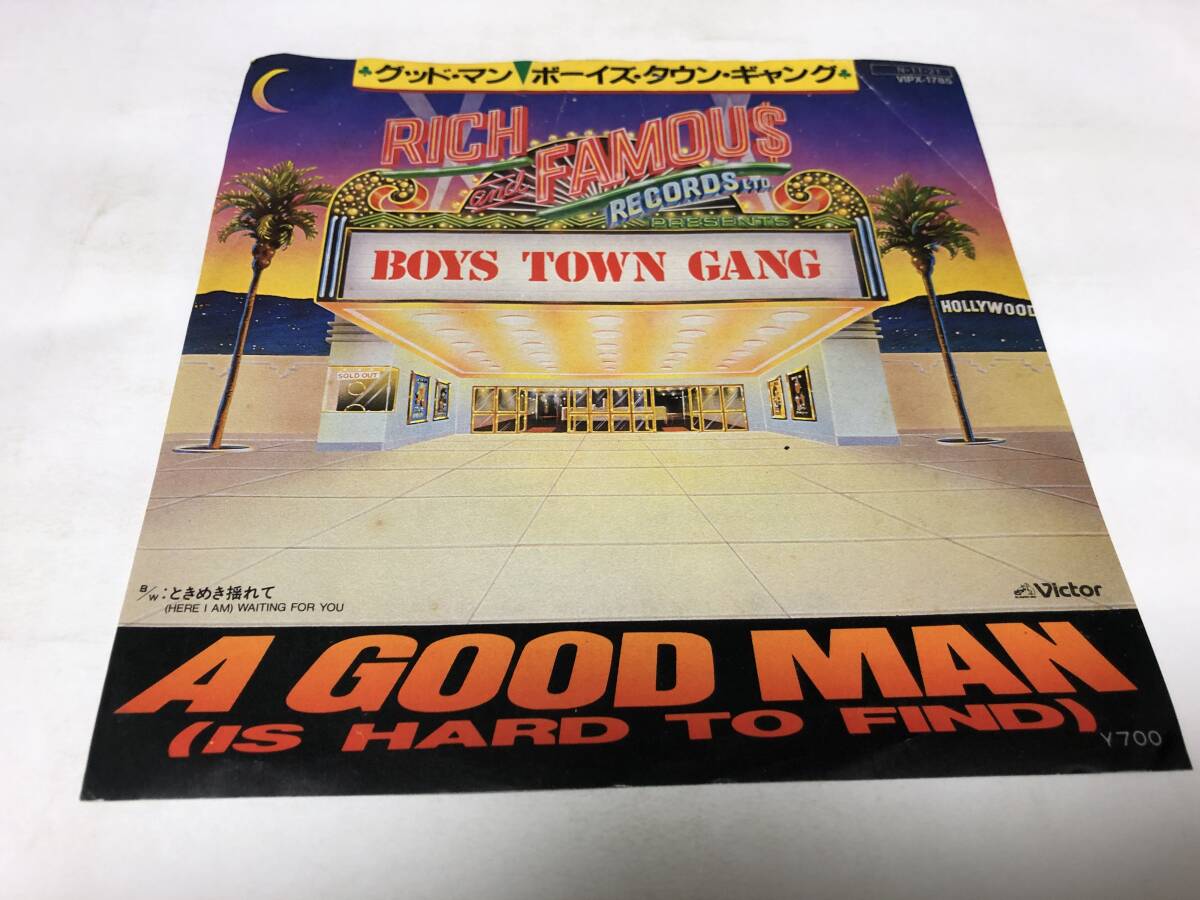 グッド・マン ボーイズ・タウン・ギャング
N-11-21
VIPX-1785
RICH
and FAMOU$
RECORDS LTD
PRESENTS
BOYS TOWN GANG
HOLLYWOOD
SOLD OUT
B/W:ときめき揺れて
(HERE I AM) WAITING FOR YOU
Victor
A GOOD MAN
(IS HARD TO FIND)
¥700